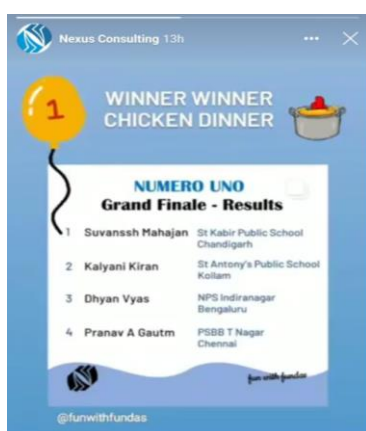 Nexus Consulting 13h
1
WINNER WINNER
CHICKEN DINNER
NUMERO UNO
Grand Finale - Results
1 Suvanssh Mahajan St Kabir Public School
Chandigarh
2 Kalyani Kiran St Antony's Public School
Kollam
3 Dhyan Vyas NPS Indiranagar
Bengaluru
4 Pranav A Gautm PSBB T Nagar
Chennai
fun with fundas
@funwithfundas